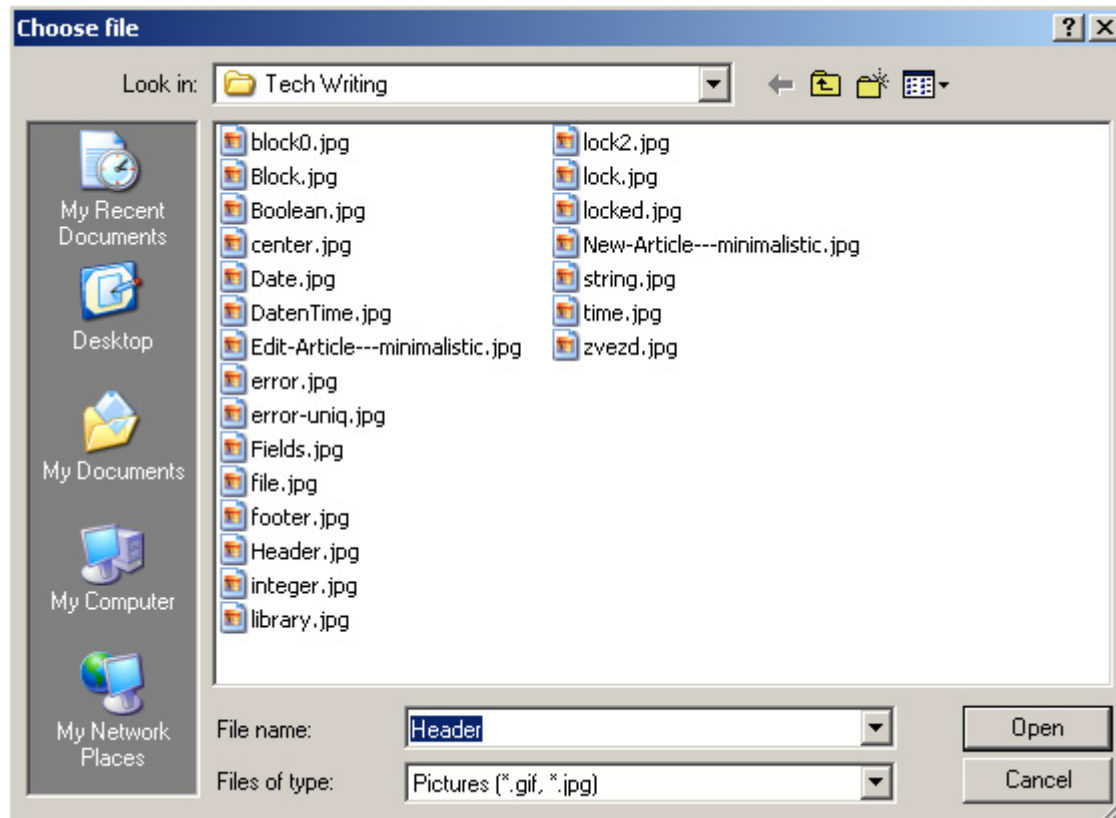 Choose file
Look in: Tech Writing
My Recent
Documents
Desktop
My Documents
My Computer
My Network
Places
block0.jpg
Block.jpg
Boolean.jpg
center.jpg
Date.jpg
DatenTime.jpg
Edit-Article---minimalistic.jpg
error.jpg
error-uniq.jpg
Fields.jpg
file.jpg
footer.jpg
Header.jpg
integer.jpg
library.jpg
lock2.jpg
lock.jpg
locked.jpg
New-Article---minimalistic.jpg
string.jpg
time.jpg
zvezd.jpg
File name: Header Open
Files of type: Pictures (*.gif, *.jpg) Cancel